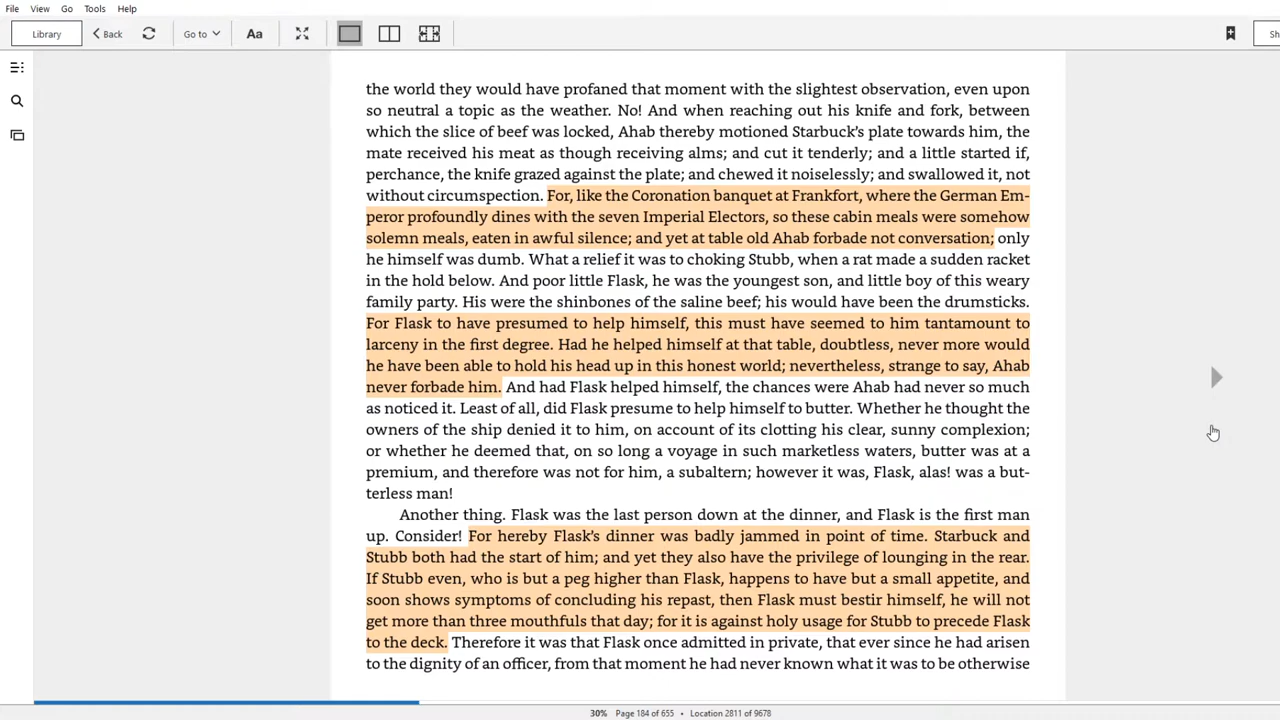 File View Go Tools Help
Library Back Go to Aa Sh
the world they would have profaned that moment with the slightest observation, even upon
so neutral a topic as the weather. No! And when reaching out his knife and fork, between
which the slice of beef was locked, Ahab thereby motioned Starbuck's plate towards him, the
mate received his meat as though receiving alms; and cut it tenderly; and a little started if,
perchance, the knife grazed against the plate; and chewed it noiselessly; and swallowed it, not
without circumspection. For, like the Coronation banquet at Frankfort, where the German Em-
peror profoundly dines with the seven Imperial Electors, so these cabin meals were somehow
solemn meals, eaten in awful silence; and yet at table old Ahab forbade not conversation; only
he himself was dumb. What a relief it was to choking Stubb, when a rat made a sudden racket
in the hold below. And poor little Flask, he was the youngest son, and little boy of this weary
family party. His were the shinbones of the saline beef; his would have been the drumsticks.
For Flask to have presumed to help himself, this must have seemed to him tantamount to
larceny in the first degree. Had he helped himself at that table, doubtless, never more would
he have been able to hold his head up in this honest world; nevertheless, strange to say, Ahab
never forbade him. And had Flask helped himself, the chances were Ahab had never so much
as noticed it. Least of all, did Flask presume to help himself to butter. Whether he thought the
owners of the ship denied it to him, on account of its clotting his clear, sunny complexion;
or whether he deemed that, on so long a voyage in such marketless waters, butter was at a
premium, and therefore was not for him, a subaltern; however it was, Flask, alas! was a but-
terless man!
Another thing. Flask was the last person down at the dinner, and Flask is the first man
up. Consider! For hereby Flask's dinner was badly jammed in point of time. Starbuck and
Stubb both had the start of him; and yet they also have the privilege of lounging in the rear.
If Stubb even, who is but a peg higher than Flask, happens to have but a small appetite, and
soon shows symptoms of concluding his repast, then Flask must bestir himself, he will not
get more than three mouthfuls that day; for it is against holy usage for Stubb to precede Flask
to the deck. Therefore it was that Flask once admitted in private, that ever since he had arisen
to the dignity of an officer, from that moment he had never known what it was to be otherwise
30% Page 184 of 655 • Location 2811 of 9678